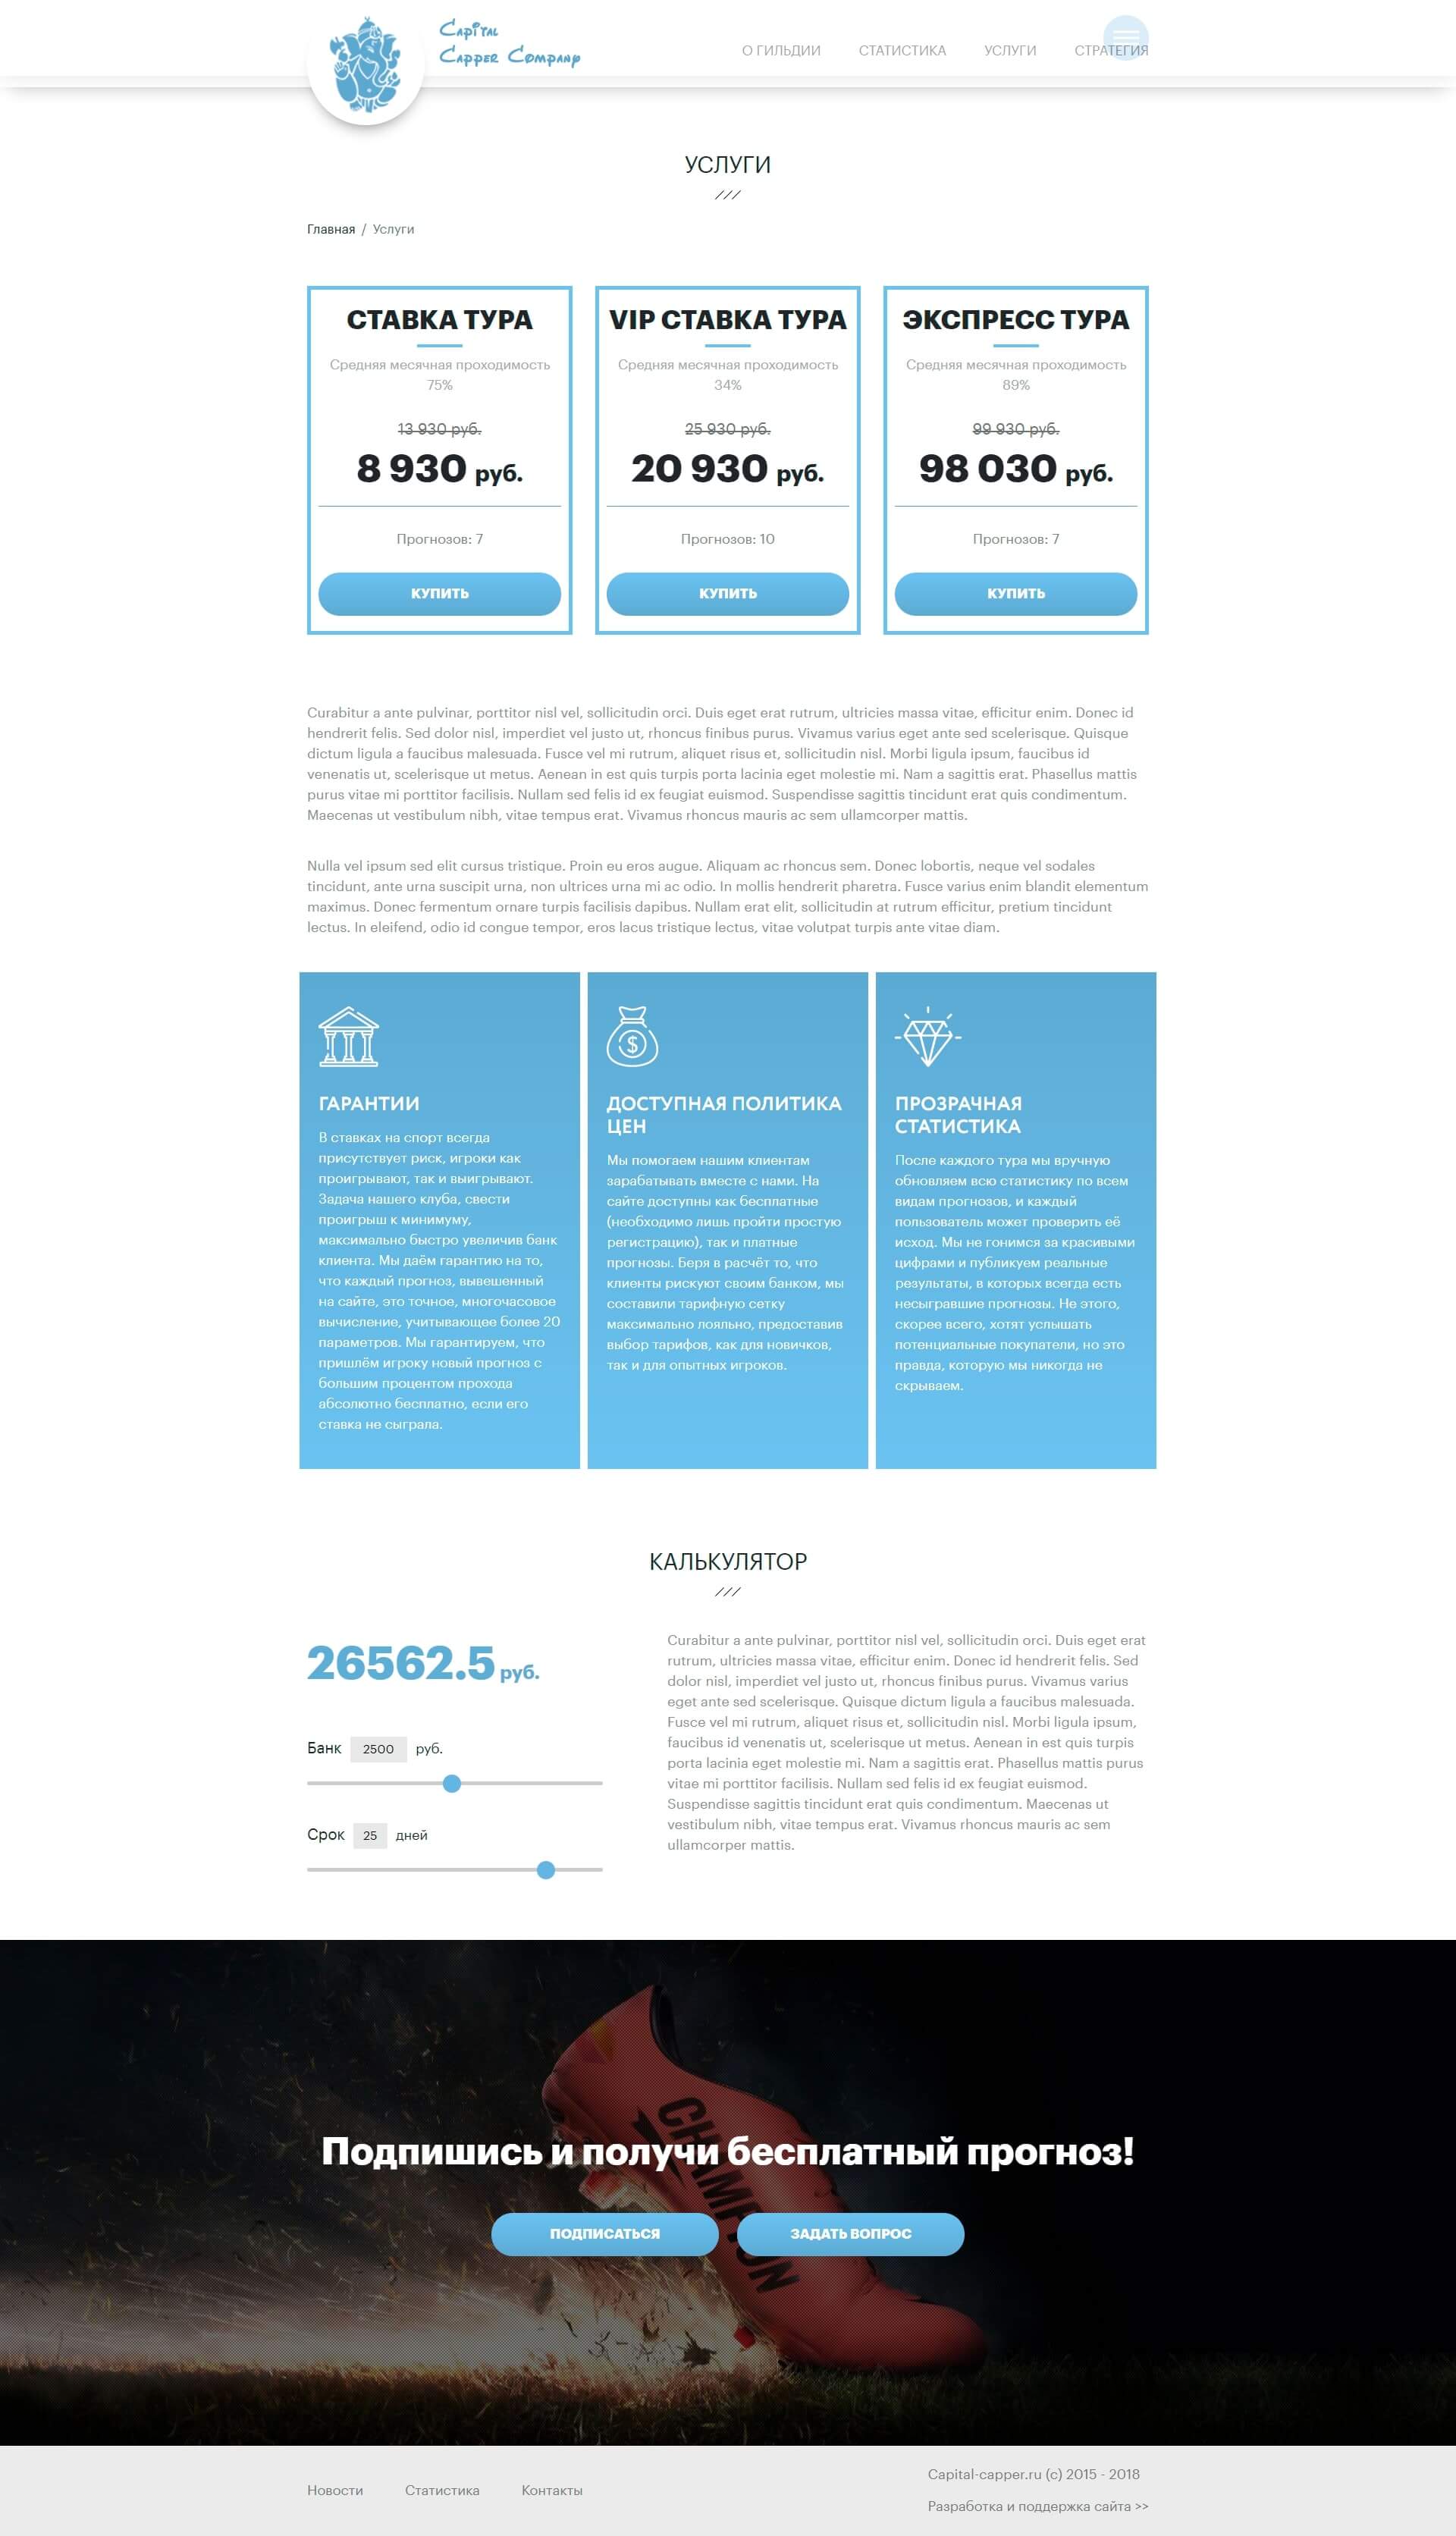 Capital
Capper Company
О ГИЛЬДИИ
СТАТИСТИКА
УСЛУГИ
СТРАТЕГИЯ
УСЛУГИ
Главная / Услуги
СТАВКА ТУРА
Средняя месячная проходимость
75%
13 930 руб.
8 930 руб.
Прогнозов: 7
КУПИТЬ
VIP СТАВКА ТУРА
Средняя месячная проходимость
34%
25 930 руб.
20 930 руб.
Прогнозов: 10
КУПИТЬ
ЭКСПРЕСС ТУРА
Средняя месячная проходимость
89%
99 930 руб.
98 030 руб.
Прогнозов: 7
КУПИТЬ
Curabitur a ante pulvinar, porttitor nisl vel, sollicitudin orci. Duis eget erat rutrum, ultricies massa vitae, efficitur enim. Donec id
hendrerit felis. Sed dolor nisl, imperdiet vel justo ut, rhoncus finibus purus. Vivamus varius eget ante sed scelerisque. Quisque
dictum ligula a faucibus malesuada. Fusce vel mi rutrum, aliquet risus et, sollicitudin nisl. Morbi ligula ipsum, faucibus id
venenatis ut, scelerisque ut metus. Aenean in est quis turpis porta lacinia eget molestie mi. Nam a sagittis erat. Phasellus mattis
purus vitae mi porttitor facilisis. Nullam sed felis id ex feugiat euismod. Suspendisse sagittis tincidunt erat quis condimentum.
Maecenas ut vestibulum nibh, vitae tempus erat. Vivamus rhoncus mauris ac sem ullamcorper mattis.
Nulla vel ipsum sed elit cursus tristique. Proin eu eros augue. Aliquam ac rhoncus sem. Donec lobortis, neque vel sodales
tincidunt, ante urna suscipit urna, non ultrices urna mi ac odio. In mollis hendrerit pharetra. Fusce varius enim blandit elementum
maximus. Donec fermentum ornare turpis facilisis dapibus. Nullam erat elit, sollicitudin at rutrum efficitur, pretium tincidunt
lectus. In eleifend, odio id congue tempor, eros lacus tristique lectus, vitae volutpat turpis ante vitae diam.
ГАРАНТИИ
В ставках на спорт всегда
присутствует риск, игроки как
проигрывают, так и выигрывают.
Задача нашего клуба, свести
проигрыш к минимуму,
максимально быстро увеличив банк
клиента. Мы даём гарантию на то,
что каждый прогноз, вывешенный
на сайте, это точное, многочасовое
вычисление, учитывающее более 20
параметров. Мы гарантируем, что
пришлём игроку новый прогноз с
большим процентом прохода
абсолютно бесплатно, если его
ставка не сыграла.
$
ДОСТУПНАЯ ПОЛИТИКА
ЦЕН
Мы помогаем нашим клиентам
зарабатывать вместе с нами. На
сайте доступны как бесплатные
(необходимо лишь пройти простую
регистрацию), так и платные
прогнозы. Беря в расчёт то, что
клиенты рискуют своим банком, мы
составили тарифную сетку
максимально лояльно, предоставив
выбор тарифов, как для новичков,
так и для опытных игроков.
ПРОЗРАЧНАЯ
СТАТИСТИКА
После каждого тура мы вручную
обновляем всю статистику по всем
видам прогнозов, и каждый
пользователь может проверить её
исход. Мы не гонимся за красивыми
цифрами и публикуем реальные
результаты, в которых всегда есть
несыгравшие прогнозы. Не этого,
скорее всего, хотят услышать
потенциальные покупатели, но это
правда, которую мы никогда не
скрываем.
КАЛЬКУЛЯТОР
26562.5 руб.
Банк 2500 руб.
Срок 25 дней
Curabitur a ante pulvinar, porttitor nisl vel, sollicitudin orci. Duis eget erat
rutrum, ultricies massa vitae, efficitur enim. Donec id hendrerit felis. Sed
dolor nisl, imperdiet vel justo ut, rhoncus finibus purus. Vivamus varius
eget ante sed scelerisque. Quisque dictum ligula a faucibus malesuada.
Fusce vel mi rutrum, aliquet risus et, sollicitudin nisl. Morbi ligula ipsum,
faucibus id venenatis ut, scelerisque ut metus. Aenean in est quis turpis
porta lacinia eget molestie mi. Nam a sagittis erat. Phasellus mattis purus
vitae mi porttitor facilisis. Nullam sed felis id ex feugiat euismod.
Suspendisse sagittis tincidunt erat quis condimentum. Maecenas ut
vestibulum nibh, vitae tempus erat. Vivamus rhoncus mauris ac sem
ullamcorper mattis.
CHAMPION
Подпишись и получи бесплатный прогноз!
ПОДПИСАТЬСЯ
ЗАДАТЬ ВОПРОС
Новости
Статистика
Контакты
Capital-capper.ru (c) 2015 - 2018
Разработка и поддержка сайта >>